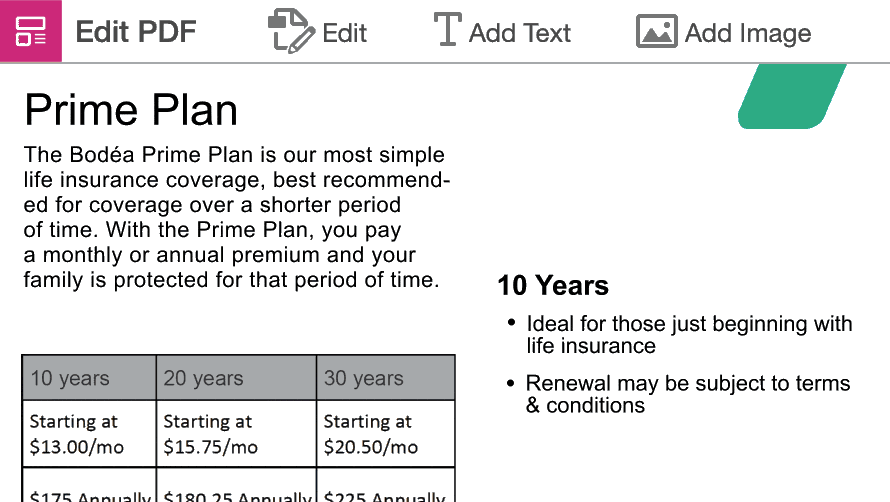 Edit PDF
Edit
Add Text
Add Image
Prime Plan
The Bodéa Prime Plan is our most simple
life insurance coverage, best recommend-
ed for coverage over a shorter period
of time. With the Prime Plan, you pay
a monthly or annual premium and your
family is protected for that period of time.
10 Years
• Ideal for those just beginning with
life insurance
• Renewal may be subject to terms
& conditions
10 years 20 years 30 years
Starting at Starting at Starting at
$13.00/mo $15.75/mo $20.50/mo
$175 Annually $180.25 Annually $225 Annually